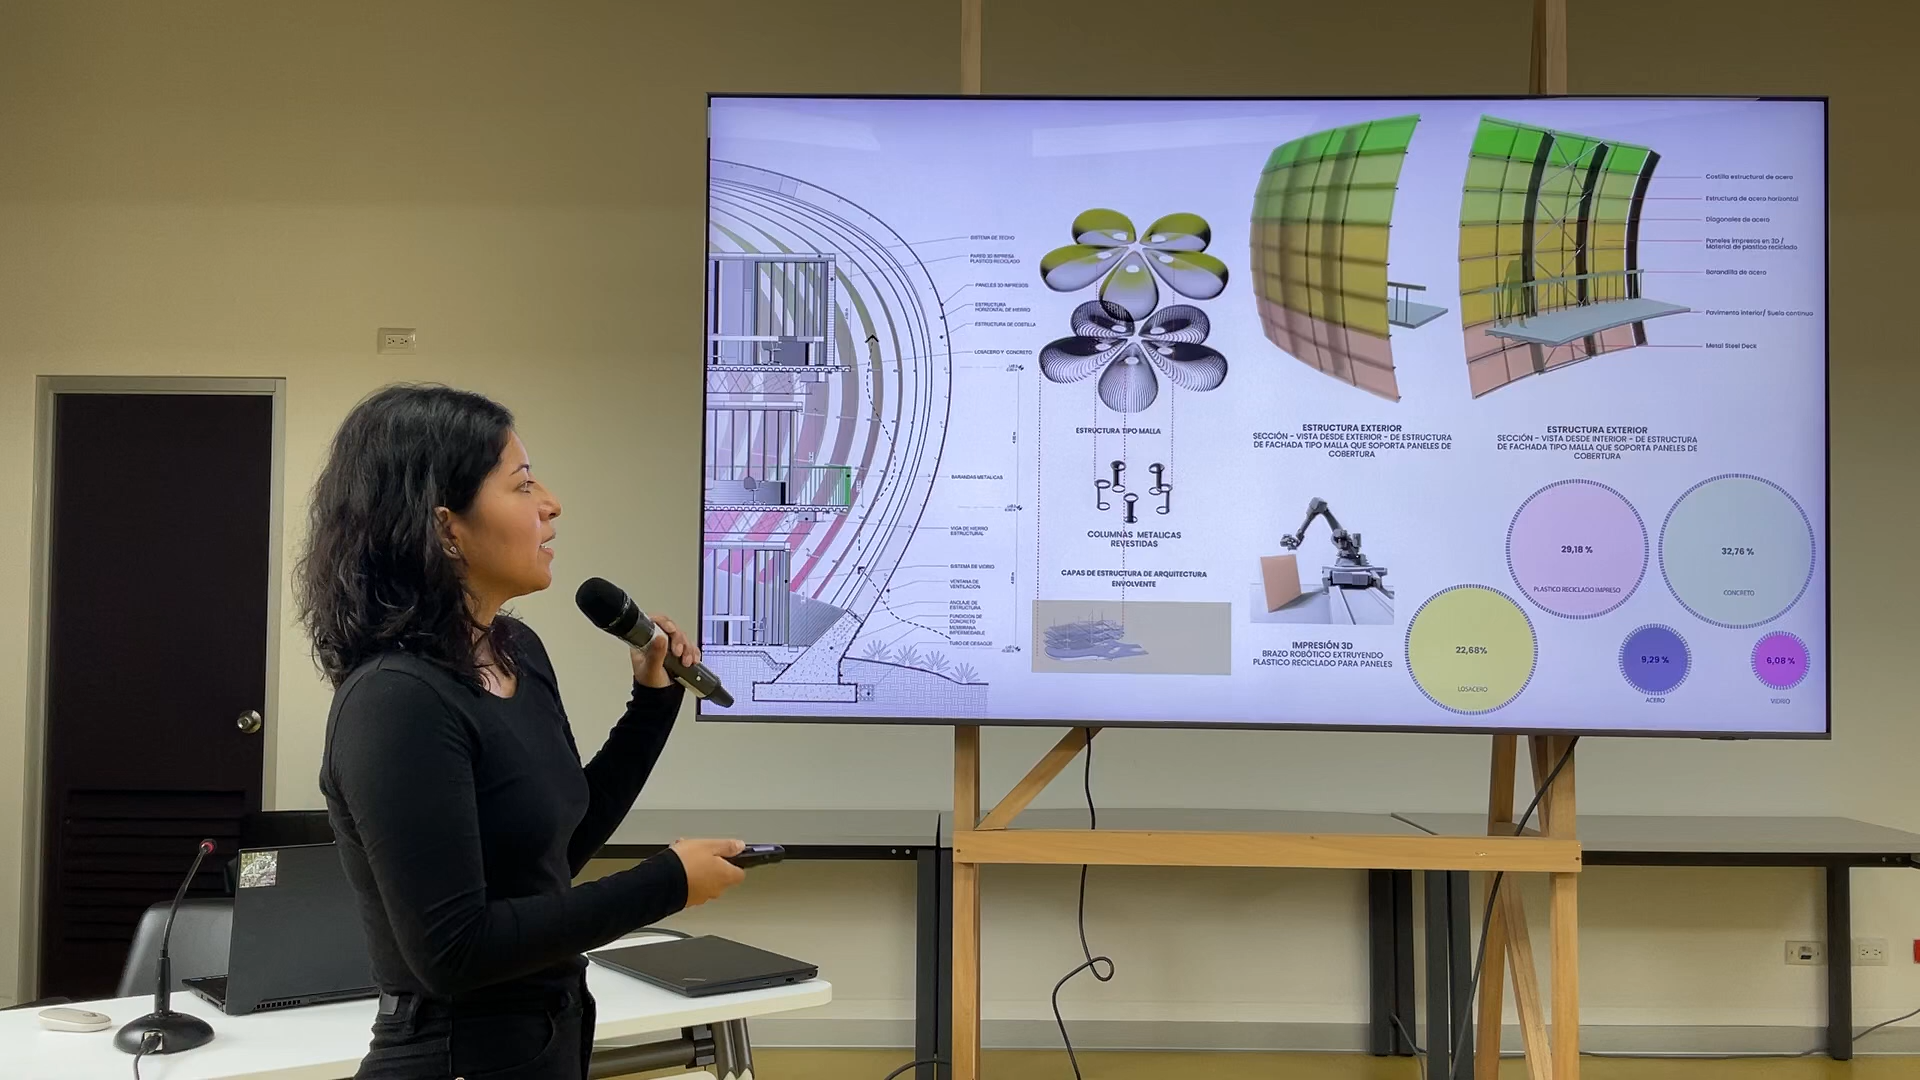 SISTEMA DE TECHO
PARED 3D IMPRESA
PLASTICO RECICLADO
PANELES 3D IMPRESOS
ESTRUCTURA
HORIZONTAL DE HIERRO
ESTRUCTURA DE COSTILLA
LOSACERO Y CONCRETO
BARANDAS METALICAS
VIGA DE HIERRO
ESTRUCTURAL
SISTEMA DE VIDRIO
VENTANA DE
VENTILACION
ANCLAJE DE
ESTRUCTURA
FUNDICION DE
CONCRETO
MEMBRANA
IMPERMEABLE
TUBO DE DESAGUE
ESTRUCTURA TIPO MALLA
COLUMNAS METALICAS
REVESTIDAS
CAPAS DE ESTRUCTURA DE ARQUITECTURA
ENVOLVENTE
ESTRUCTURA EXTERIOR
SECCIÓN - VISTA DESDE EXTERIOR - DE ESTRUCTURA
DE FACHADA TIPO MALLA QUE SOPORTA PANELES DE
COBERTURA
Costilla estructural de acero
Estructura de acero horizontal
Diagonales de acero
Paneles impresos en 3D /
Material de plastico reciclado
Barandilla de acero
Pavimento interior/ Suelo continuo
Metal Steel Deck
ESTRUCTURA EXTERIOR
SECCIÓN - VISTA DESDE INTERIOR - DE ESTRUCTURA
DE FACHADA TIPO MALLA QUE SOPORTA PANELES DE
COBERTURA
IMPRESIÓN 3D
BRAZO ROBÓTICO EXTRUYENDO
PLASTICO RECICLADO PARA PANELES
29,18 %
PLASTICO RECICLADO IMPRESO
32,76 %
CONCRETO
22,68%
LOSACERO
9,29 %
ACERO
6,08 %
VIDRIO